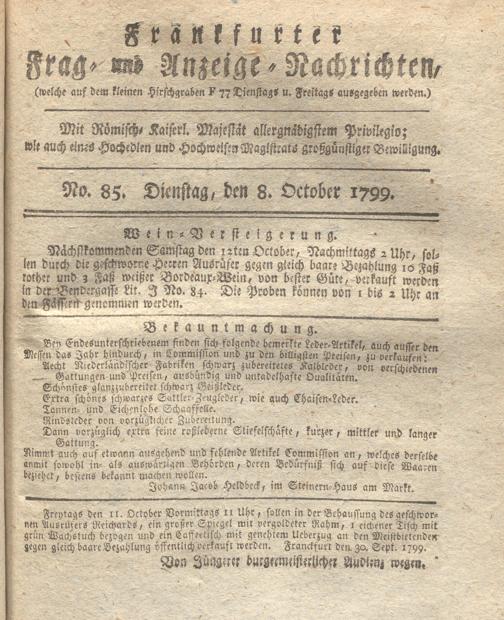 Franckfurter
Frag- und Anzeige-Nachrichten,
(welche auf dem kleinen Hirschgraben F 77 Dienstags u. Freitags ausgegeben werden.)
Mit Römisch-Kaiserl. Majestät allergnädigstem Privilegio;
wie auch eines Hochedlen und Hochweisen Magistrats großgünstiger Bewilligung.
No. 85. Dienstag, den 8. October 1799.
Wein-Versteigerung.
Nächstkommenden Samstag den 12ten October, Nachmittags 2 Uhr, sol-
len durch die geschworne Herren Ausrüfer gegen gleich baare Bezahlung 10 Faß
rother und 3 Faß weißer Bordeaux-Wein, von bester Güte, verkauft werden
in der Bendergasse Lit. J No. 84. Die Proben können von 1 bis 2 Uhr an
den Fässern genommen werden.
Bekanntmachung.
Bey Endesunterschriebenem finden sich folgende bemerkte Leder-Artikel, auch ausser den
Messen das Jahr hindurch, in Commission und zu den billigsten Preisen, zu verkaufen:
Aecht Niederländischer-Fabriken schwarz zubereitetes Kalbleder, von verschiedenen
Gattungen und Preisen, ausbündig und untadelhafte Qualitäten.
Schönstes glanzzubereitet schwarz Geißleder.
Extra schönes schwarzes Sattler-Zeugleder, wie auch Chaisen-Leder.
Tannen- und Eichenlohe Schaaffelle.
Rindsleder von vorzüglicher Zubereitung.
Dann vorzüglich extra feine roßlederne Stiefelschäfte, kurzer, mittler und langer
Gattung.
Nimmt auch auf etwann ausgehend und fehlende Artikel Commission an, welches derselbe
anmit sowohl in- als auswärtigen Behörden, deren Bedürfniß sich auf diese Waaren
beziehet, bestens bekannt machen wollen.
Johann Jacob Heldbeck, im Steinern-Haus am Markt.
Freytags den 11. October Vormittags 11 Uhr, sollen in der Behaussung des geschwor-
nen Ausrüfers Reichards, ein großer Spiegel mit vergoldeter Rahm, 1 eichener Tisch mit
grün Wachstuch bezogen und ein Caffeetisch mit genehtem Ueberzug an den Meistbietenden
gegen gleich baare Bezahlung öffentlich verkauft werden. Franckfurt den 30. Sept. 1799.
Von Jüngerer burgermeisterlicher Audienz wegen.